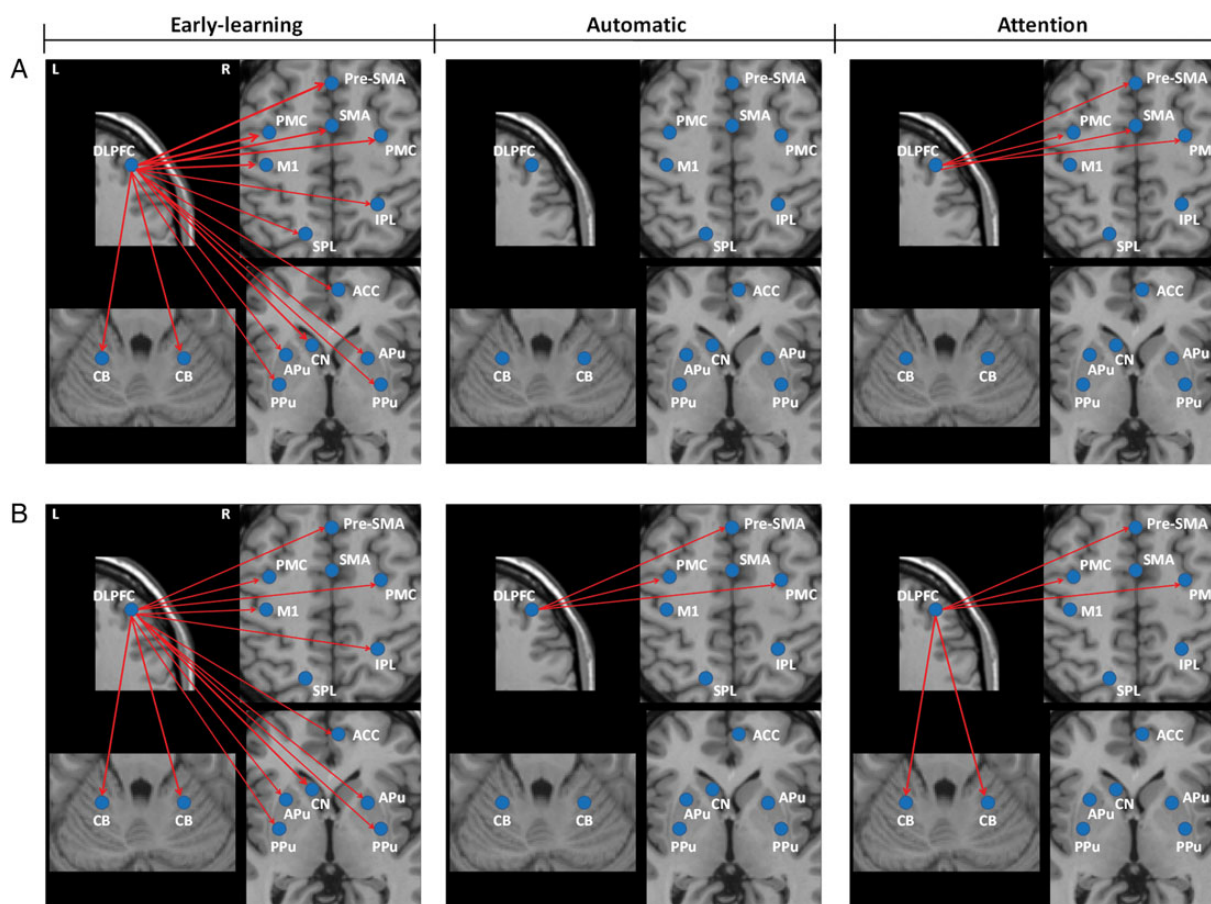 Early-learning Automatic Attention
A
L R
Pre-SMA
SMA
PMC
DLPFC
PMC
M1
IPL
SPL
ACC
CN
APu
APu
CB CB
PPu PPu
Pre-SMA
SMA
PMC
DLPFC
PMC
M1
IPL
SPL
ACC
CN
APu
APu
CB CB
PPu PPu
Pre-SMA
SMA
PMC
DLPFC
PM
M1
IPL
SPL
ACC
CN
APu
APu
CB CB
PPu PPu
B
L R
Pre-SMA
SMA
PMC
DLPFC
PMC
M1
IPL
SPL
ACC
CN
APu
APu
CB CB
PPu PPu
Pre-SMA
SMA
PMC
DLPFC
PMC
M1
IPL
SPL
ACC
CN
APu
APu
CB CB
PPu PPu
Pre-SMA
SMA
PMC
DLPFC
PM
M1
IPL
SPL
ACC
CN
APu
APu
CB CB
PPu PPu